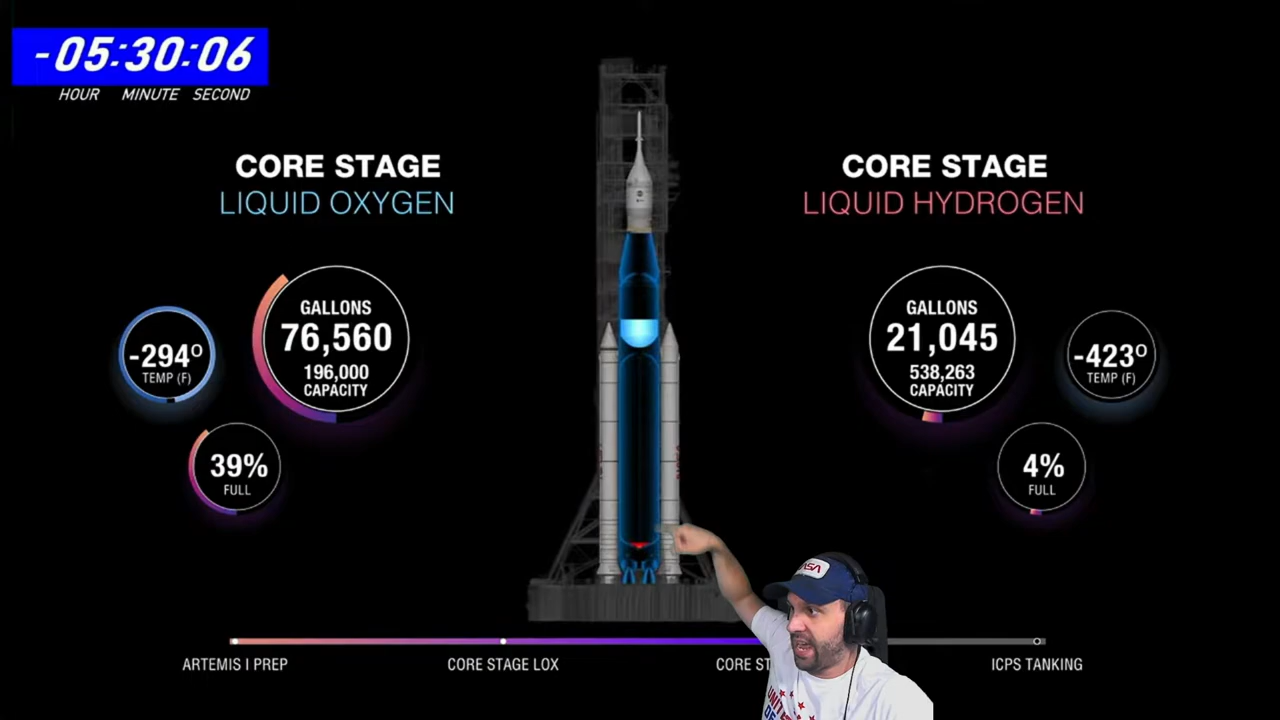 -05:30:06
HOUR MINUTE SECOND
CORE STAGE
LIQUID OXYGEN
GALLONS
76,560
196,000
CAPACITY
-294°
TEMP (F)
39%
FULL
CORE STAGE
LIQUID HYDROGEN
GALLONS
21,045
538,263
CAPACITY
-423°
TEMP (F)
4%
FULL
ARTEMIS I PREP
CORE STAGE LOX
CORE ST
ICPS TANKING
NASA
UNITED